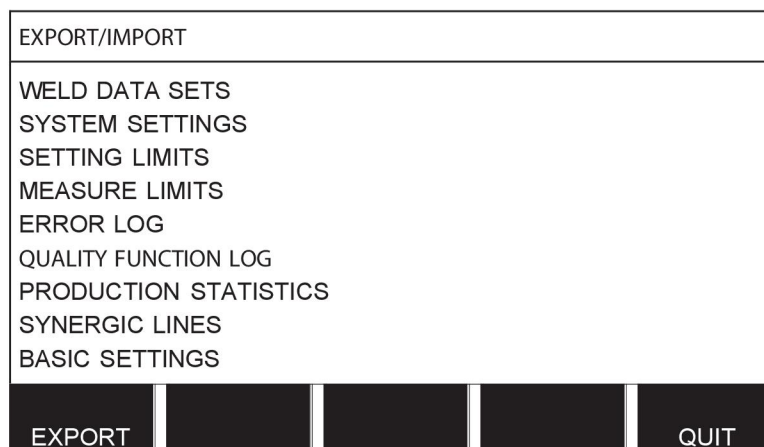 EXPORT/IMPORT
WELD DATA SETS
SYSTEM SETTINGS
SETTING LIMITS
MEASURE LIMITS
ERROR LOG
QUALITY FUNCTION LOG
PRODUCTION STATISTICS
SYNERGIC LINES
BASIC SETTINGS
EXPORT QUIT